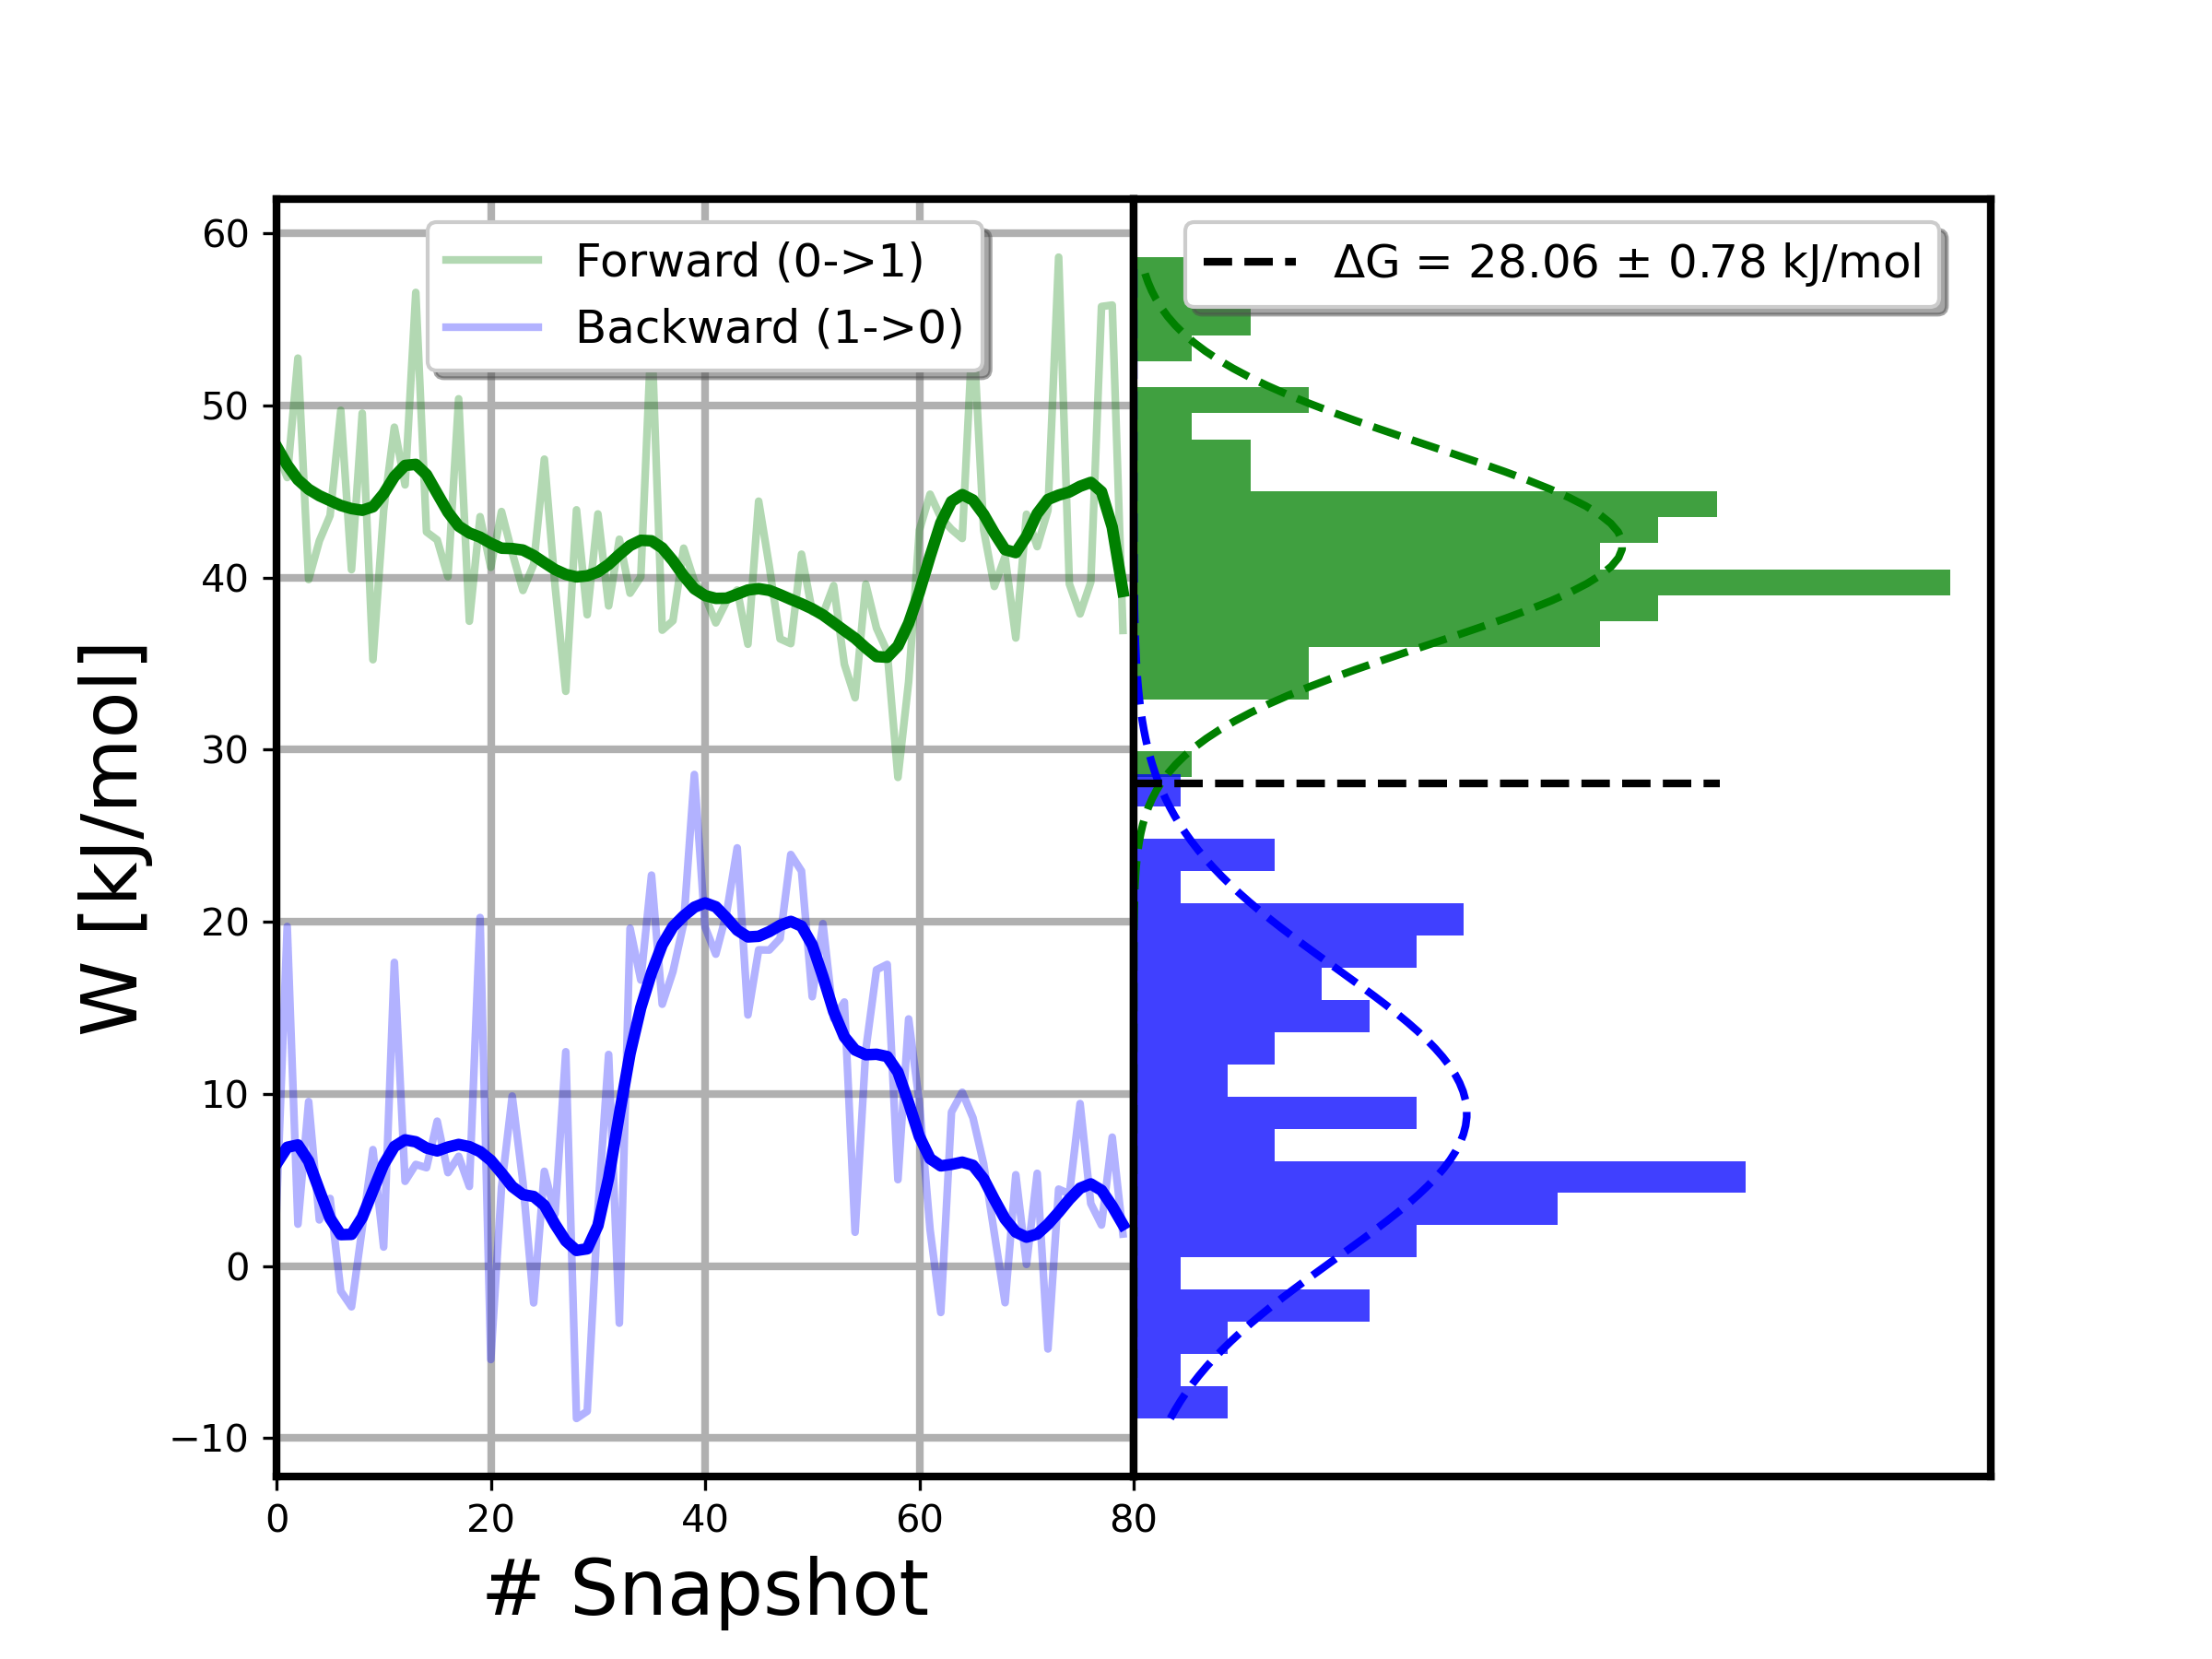 Forward (0->1)
Backward (1->0)
ΔG = 28.06 ± 0.78 kJ/mol
60
50
40
30
20
10
0
−10
W [kJ/mol]
0 20 40 60 80
# Snapshot